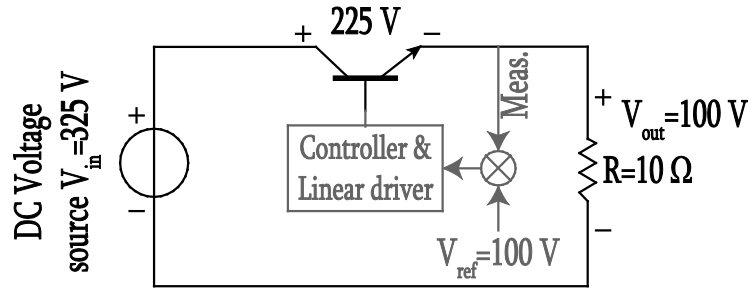 + 225 V −
DC Voltage
source Vin=325 V
+
−
Meas.
Controller &
Linear driver
Vref=100 V
+
Vout=100 V
R=10 Ω
−